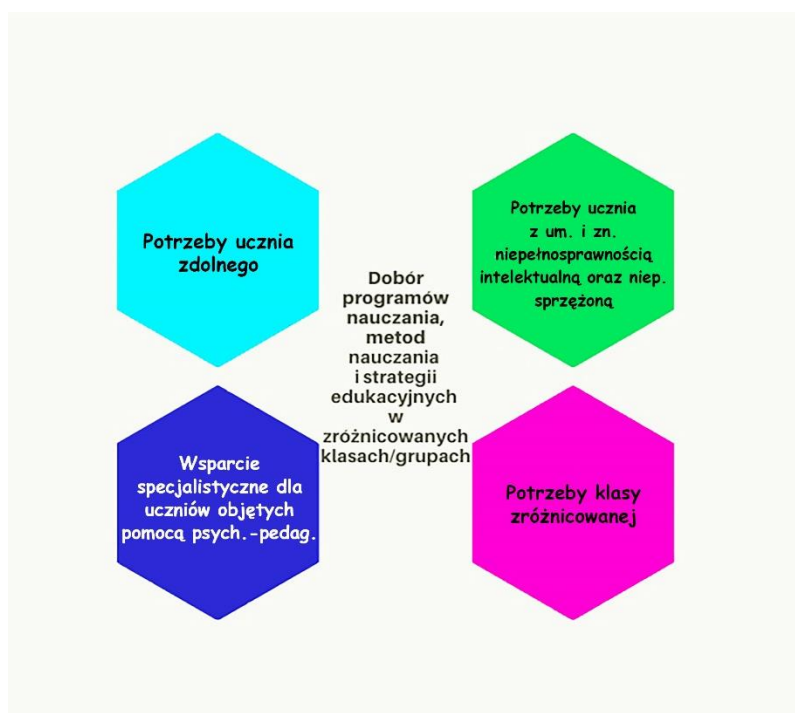 Potrzeby ucznia
zdolnego
Potrzeby ucznia
z um. i zn.
niepełnosprawnością
intelektualną oraz niep.
sprzężoną
Dobór
programów
nauczania,
metod
nauczania
i strategii
edukacyjnych
w
zróżnicowanych
klasach/grupach
Wsparcie
specjalistyczne dla
uczniów objętych
pomocą psych.-pedag.
Potrzeby klasy
zróżnicowanej